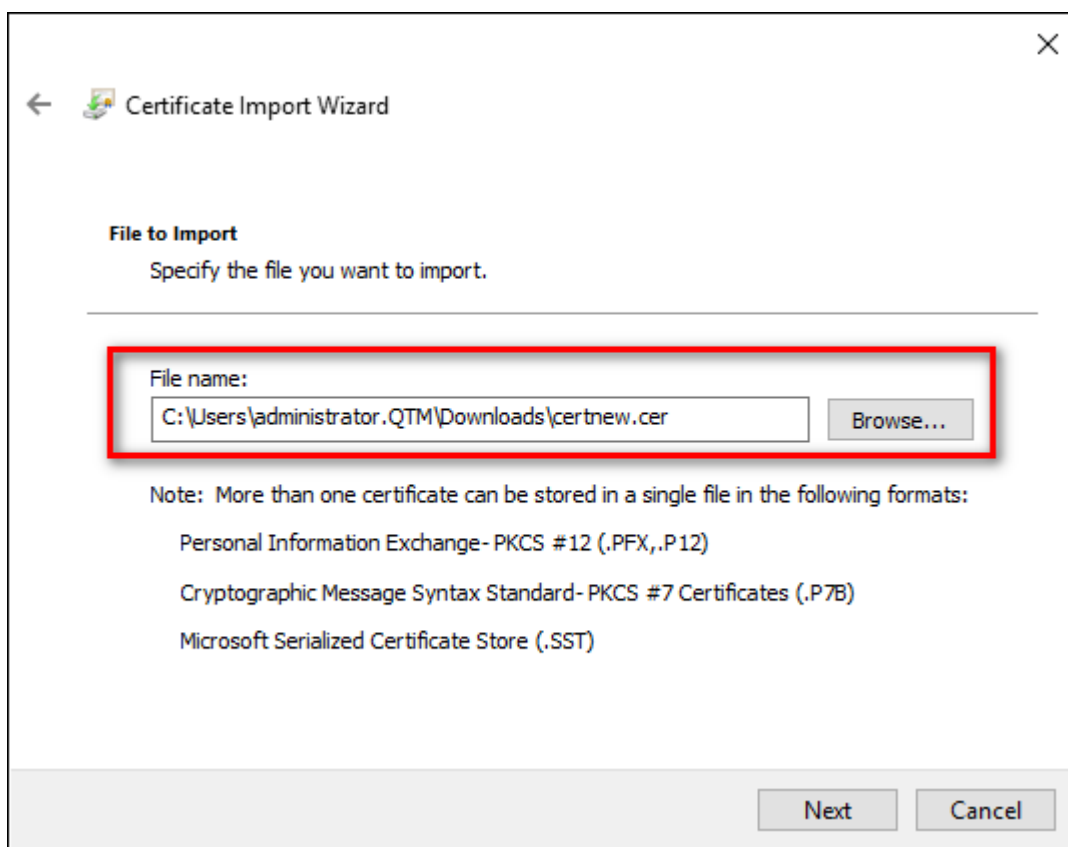 Certificate Import Wizard
File to Import
Specify the file you want to import.
File name:
C:\Users\administrator.QTM\Downloads\certnew.cer
Browse...
Note:  More than one certificate can be stored in a single file in the following formats:
Personal Information Exchange- PKCS #12 (.PFX,.P12)
Cryptographic Message Syntax Standard- PKCS #7 Certificates (.P7B)
Microsoft Serialized Certificate Store (.SST)
Next
Cancel